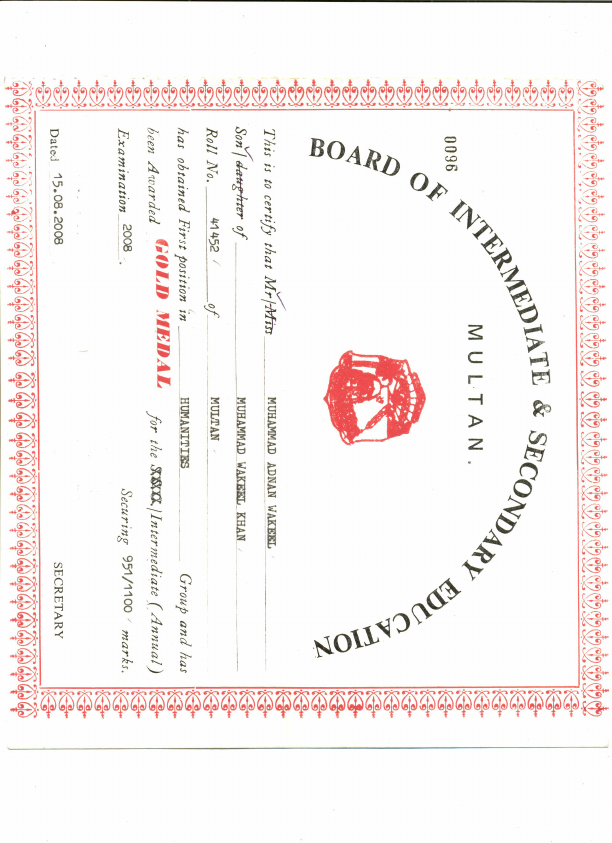 0096
BOARD OF INTERMEDIATE & SECONDARY EDUCATION
MULTAN.
This is to certify that Mr/Miss MUHAMMAD ADNAN WAKEEL
Son/daughter of MUHAMMAD WAKEEL KHAN
Roll No. 41452 of MULTAN
has obtained First position in HUMANITIES Group and has
been Awarded GOLD MEDAL for the S.S.C./Intermediate (Annual)
Examination 2008. Securing 951/1100 marks.
Dated 15.08.2008 SECRETARY